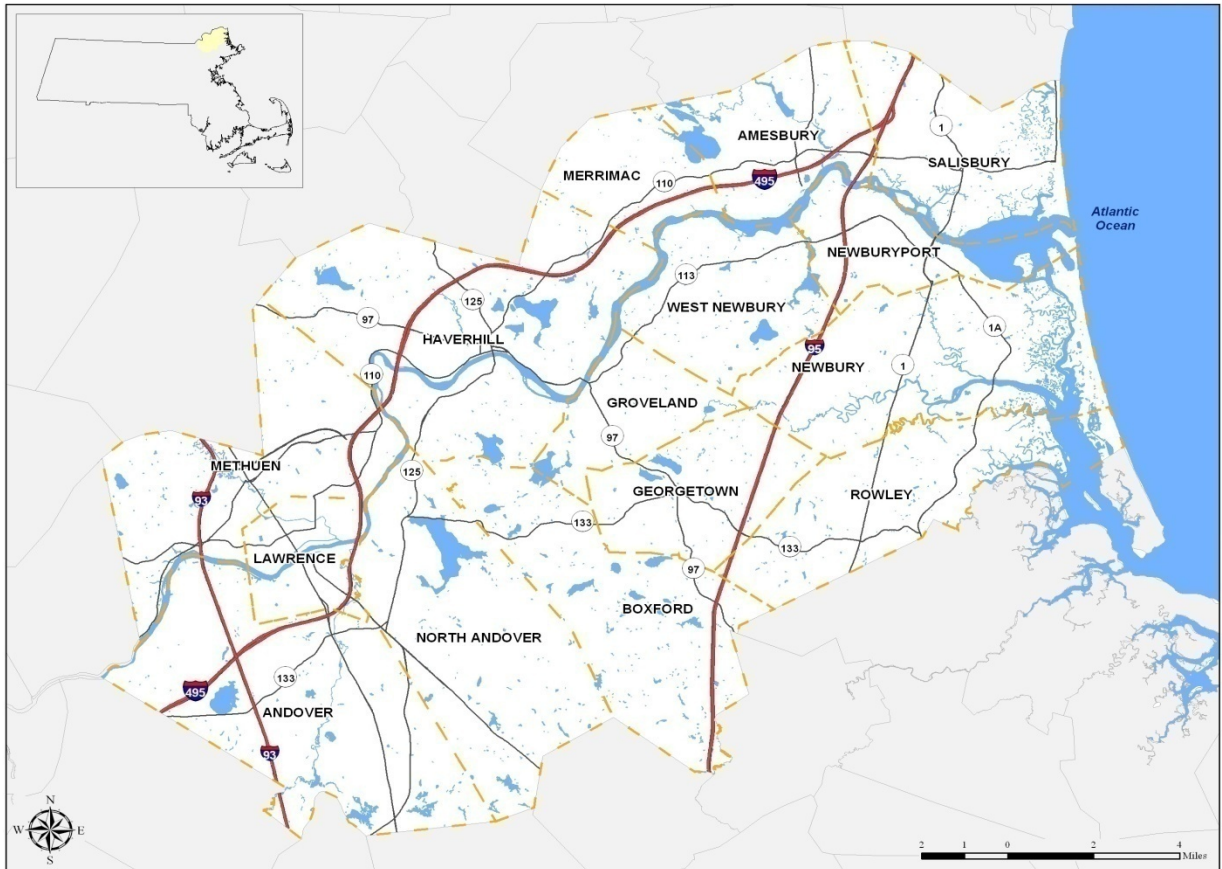 AMESBURY
1
SALISBURY
MERRIMAC
110
495
Atlantic
Ocean
NEWBURYPORT
113
WEST NEWBURY
125
97
HAVERHILL
1A
95
NEWBURY
1
110
GROVELAND
97
METHUEN
125
93
GEORGETOWN
ROWLEY
133
133
LAWRENCE
97
BOXFORD
NORTH ANDOVER
133
495
ANDOVER
93
N
W E
S
2 1 0 2 4
Miles